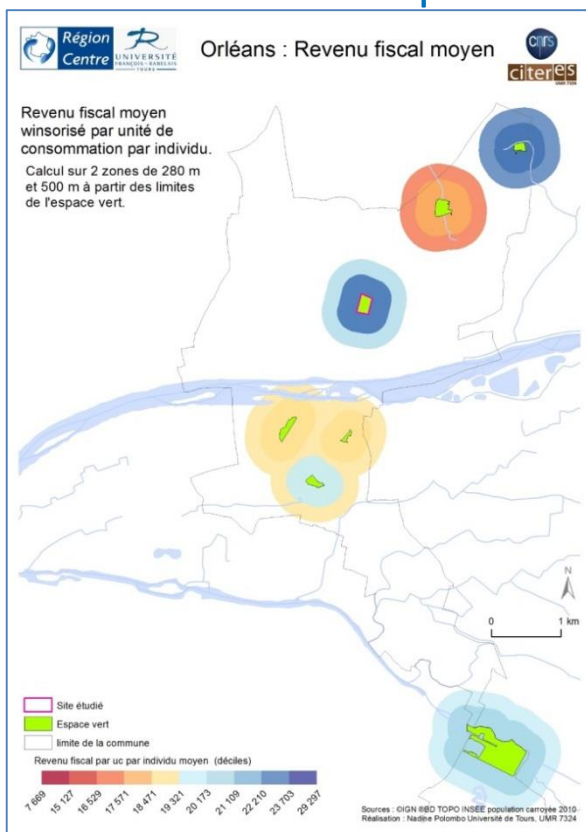 Région
Centre
UNIVERSITÉ
FRANÇOIS - RABELAIS
TOURS
Orléans : Revenu fiscal moyen
cnrs
citeres
UMR 7324
Revenu fiscal moyen
winsorisé par unité de
consommation par individu.
Calcul sur 2 zones de 280 m
et 500 m à partir des limites
de l'espace vert.
N
0 1 km
Site étudié
Espace vert
limite de la commune
Revenu fiscal par uc par individu moyen (déciles)
7 669
15 127
16 529
17 571
18 471
19 321
20 173
21 109
22 210
23 703
29 297
Sources : ©IGN ®BD TOPO INSEE population carroyée 2010
Réalisation : Nadine Polombo Université de Tours, UMR 7324